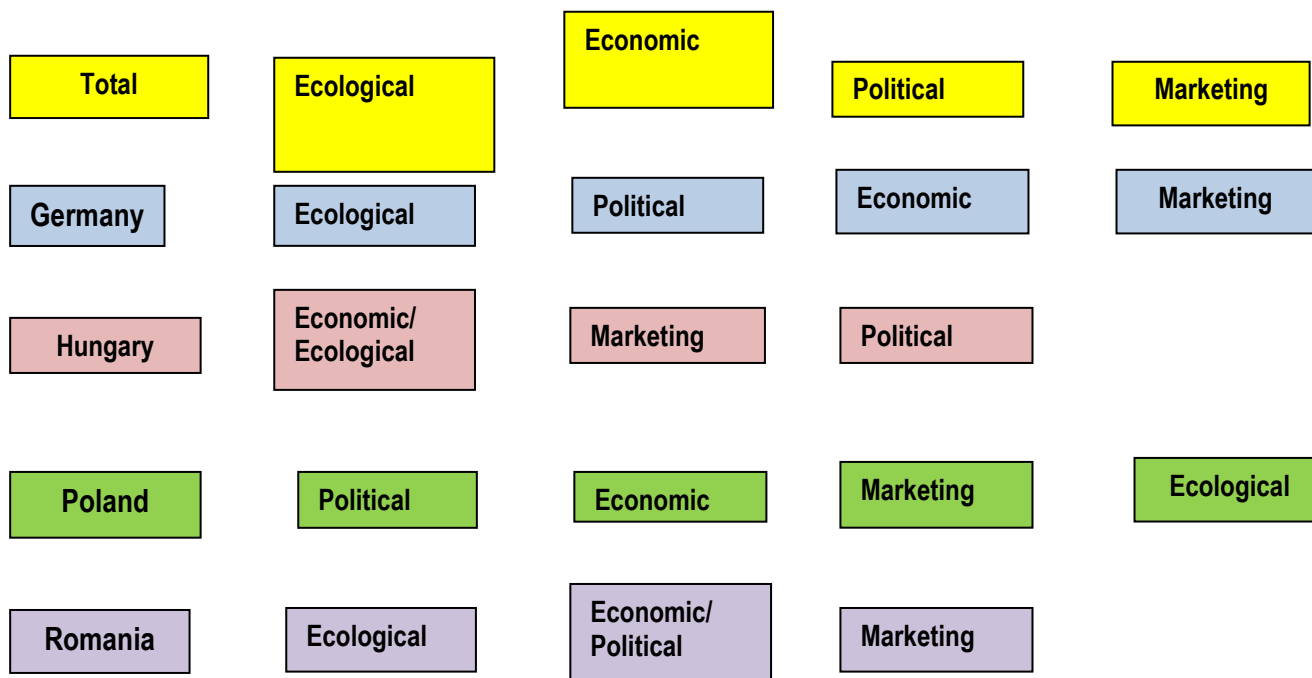 Total
Ecological
Economic
Political
Marketing
Germany
Ecological
Political
Economic
Marketing
Hungary
Economic/
Ecological
Marketing
Political
Poland
Political
Economic
Marketing
Ecological
Romania
Ecological
Economic/
Political
Marketing